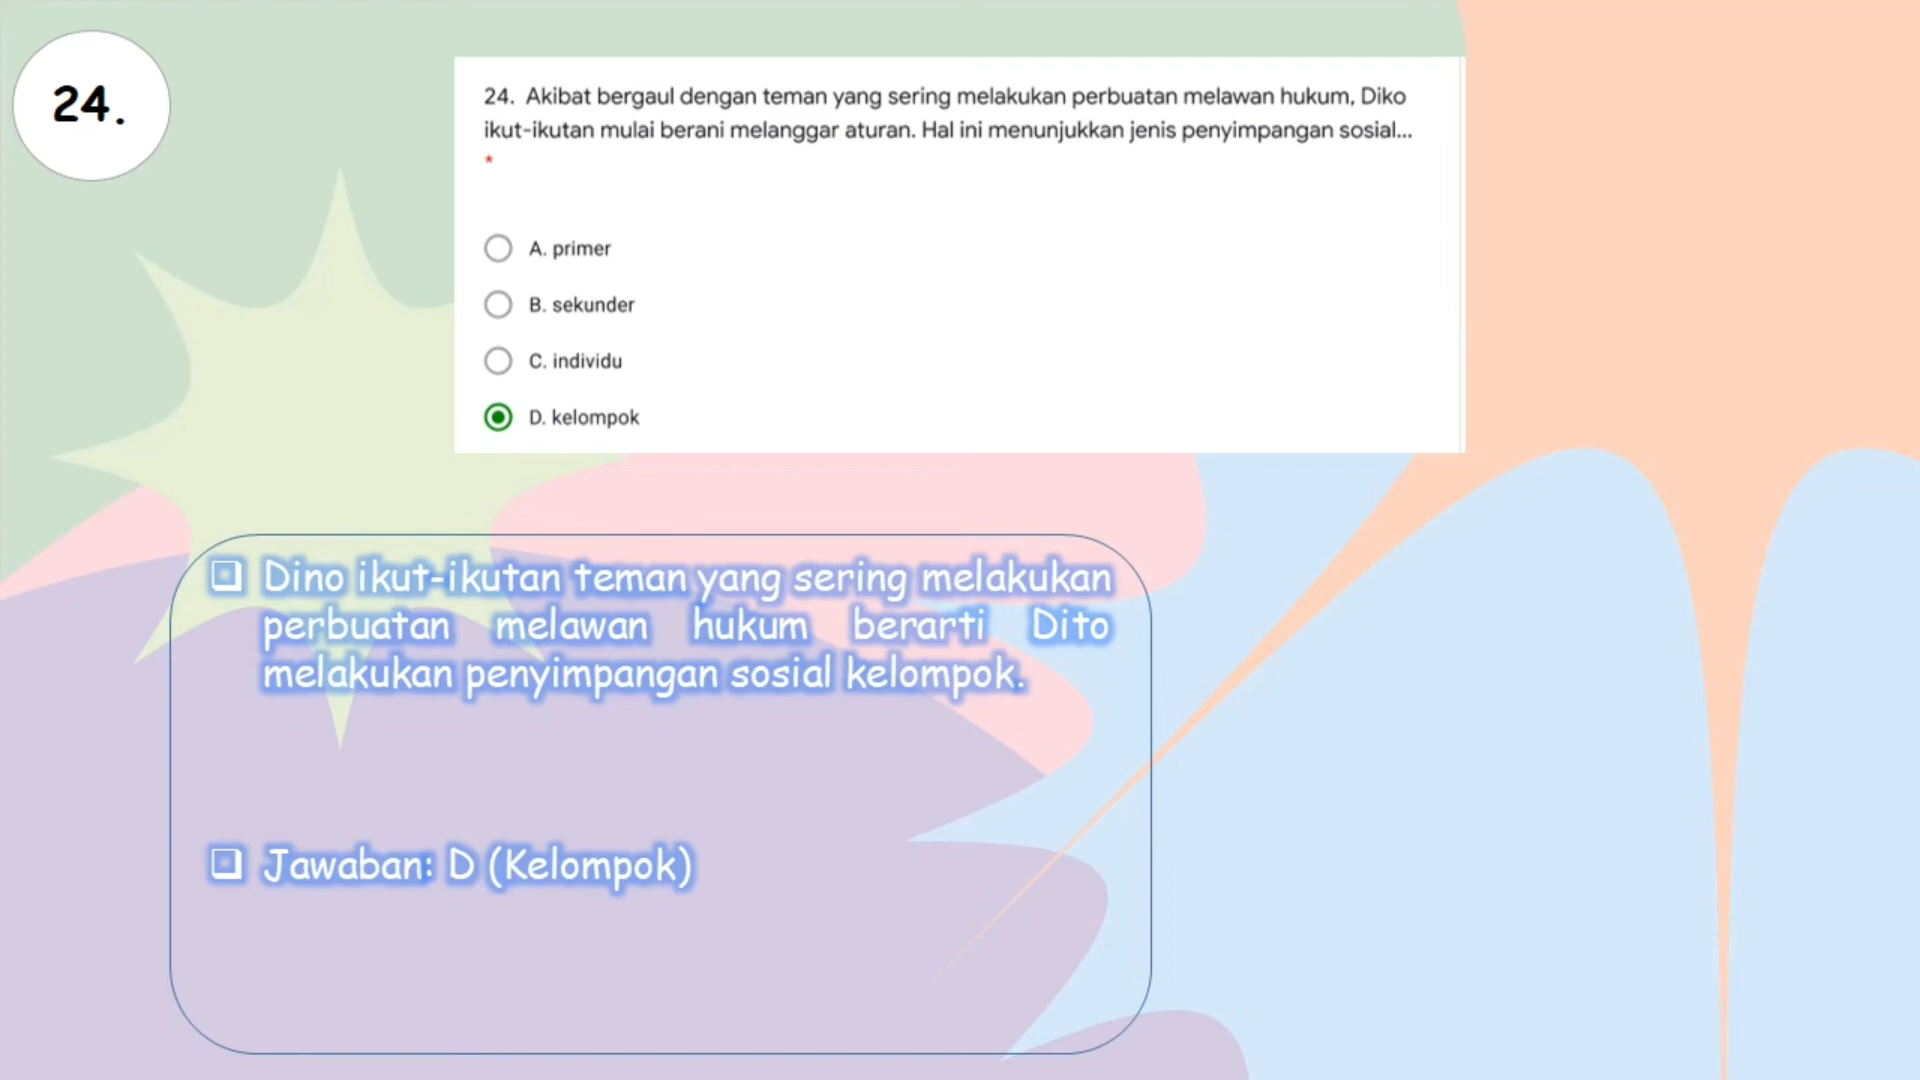 24.
24. Akibat bergaul dengan teman yang sering melakukan perbuatan melawan hukum, Diko
ikut-ikutan mulai berani melanggar aturan. Hal ini menunjukkan jenis penyimpangan sosial...
*
A. primer
B. sekunder
C. individu
D. kelompok
Dino ikut-ikutan teman yang sering melakukan
perbuatan melawan hukum berarti Dito
melakukan penyimpangan sosial kelompok.
Jawaban: D (Kelompok)